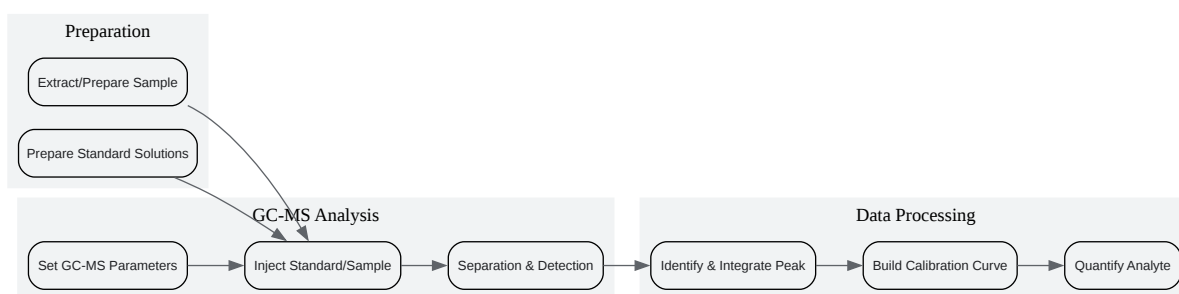 Preparation
Extract/Prepare Sample
Prepare Standard Solutions
GC-MS Analysis
Data Processing
Set GC-MS Parameters
Inject Standard/Sample
Separation & Detection
Identify & Integrate Peak
Build Calibration Curve
Quantify Analyte